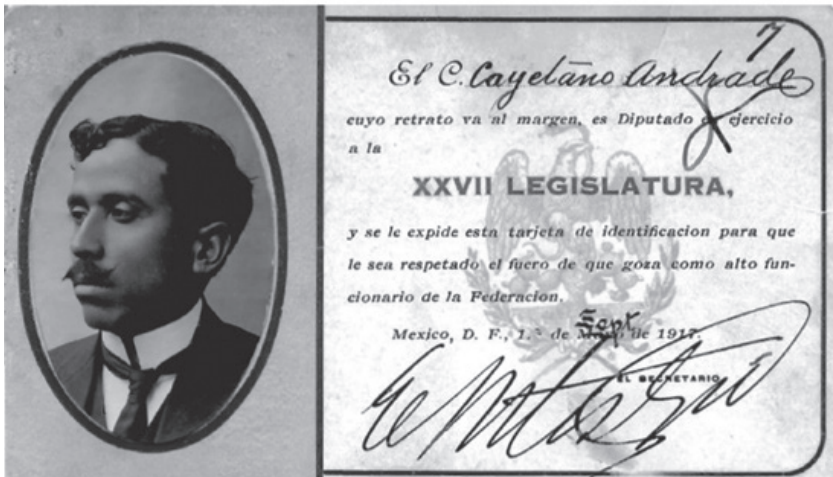 7
El C. Cayetano Andrade
cuyo retrato va al margen, es Diputado en ejercicio
a la
XXVII LEGISLATURA,
y se le expide esta tarjeta de identificacion para que
le sea respetado el fuero de que goza como alto fun-
cionario de la Federacion.
Sept
Mexico, D. F., 1.º de Mayo de 1917.
EL SECRETARIO